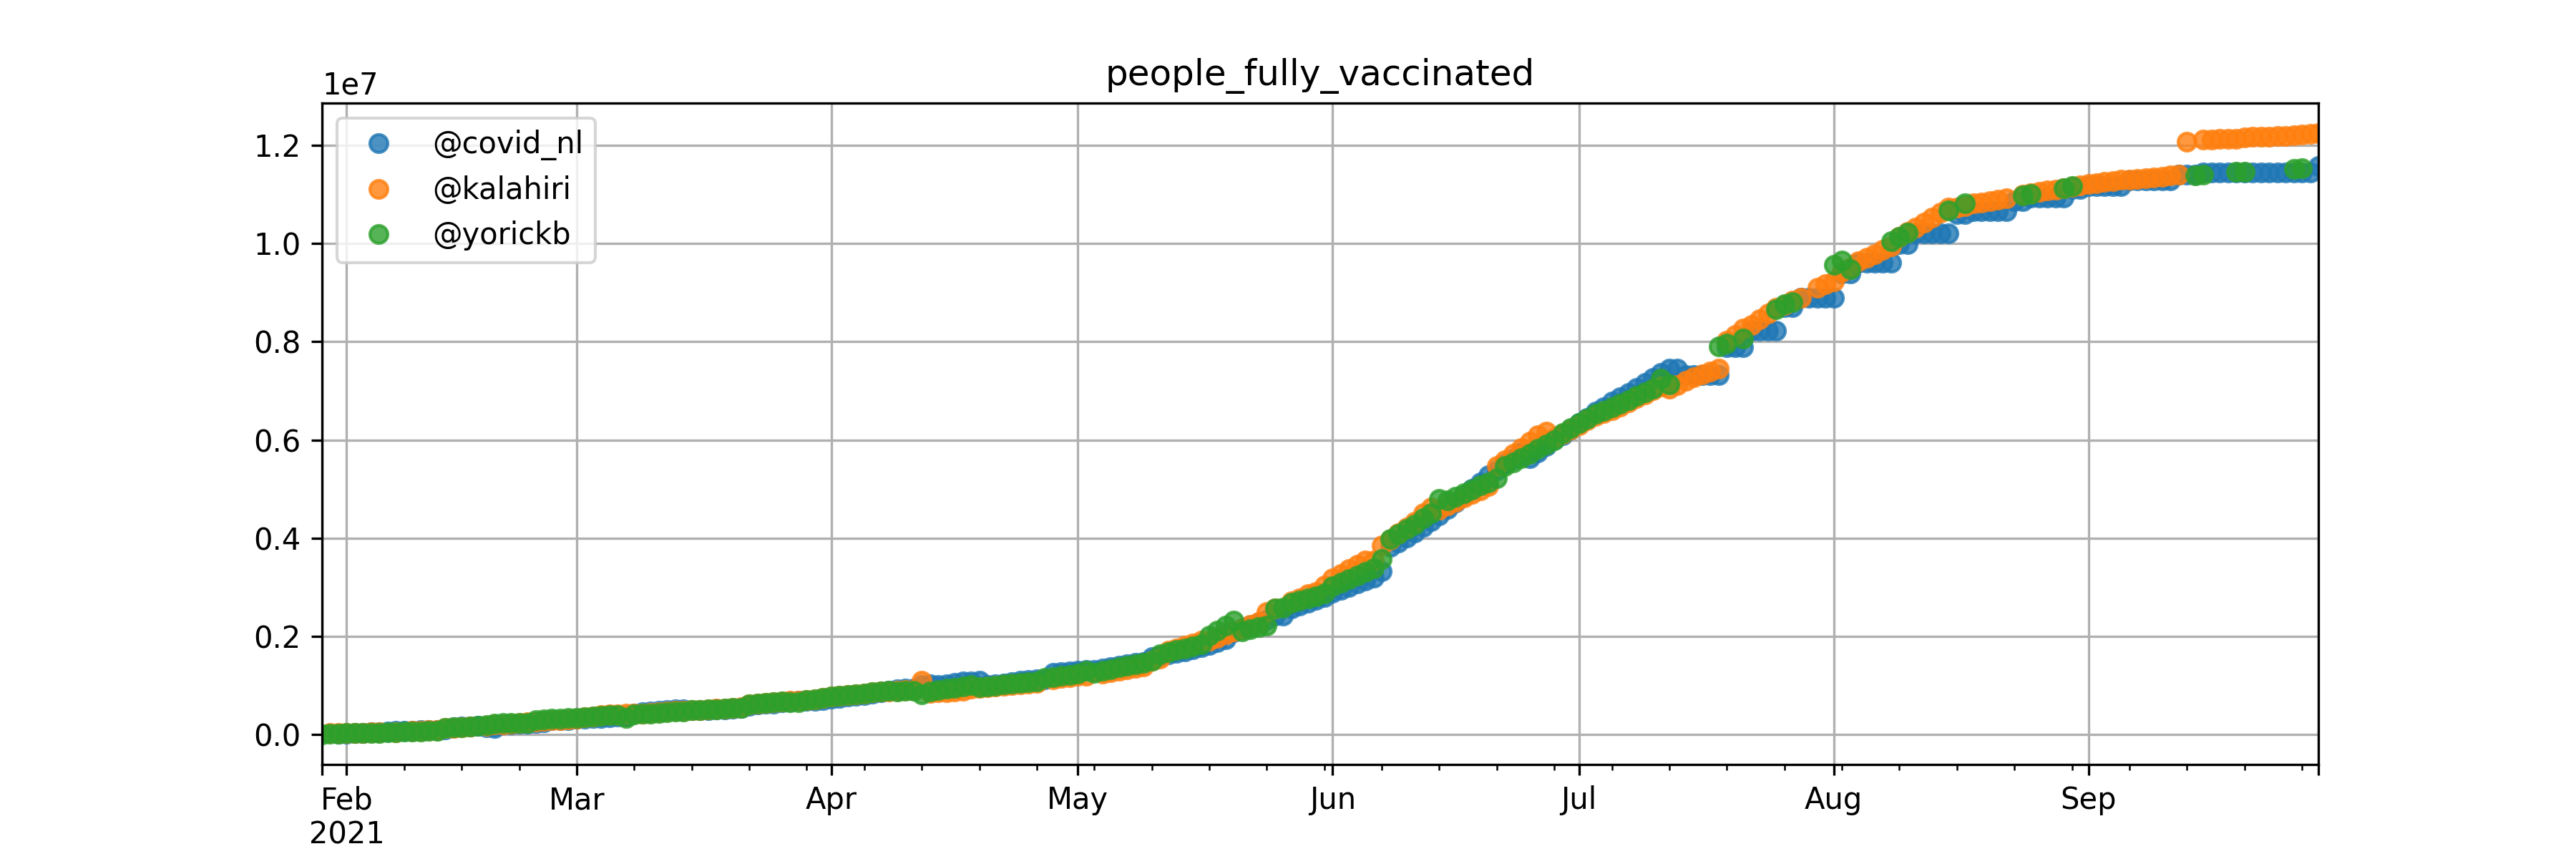 people_fully_vaccinated
1e7
@covid_nl
@kalahiri
@yorickb
1.2
1.0
0.8
0.6
0.4
0.2
0.0
Feb Mar Apr May Jun Jul Aug Sep
2021